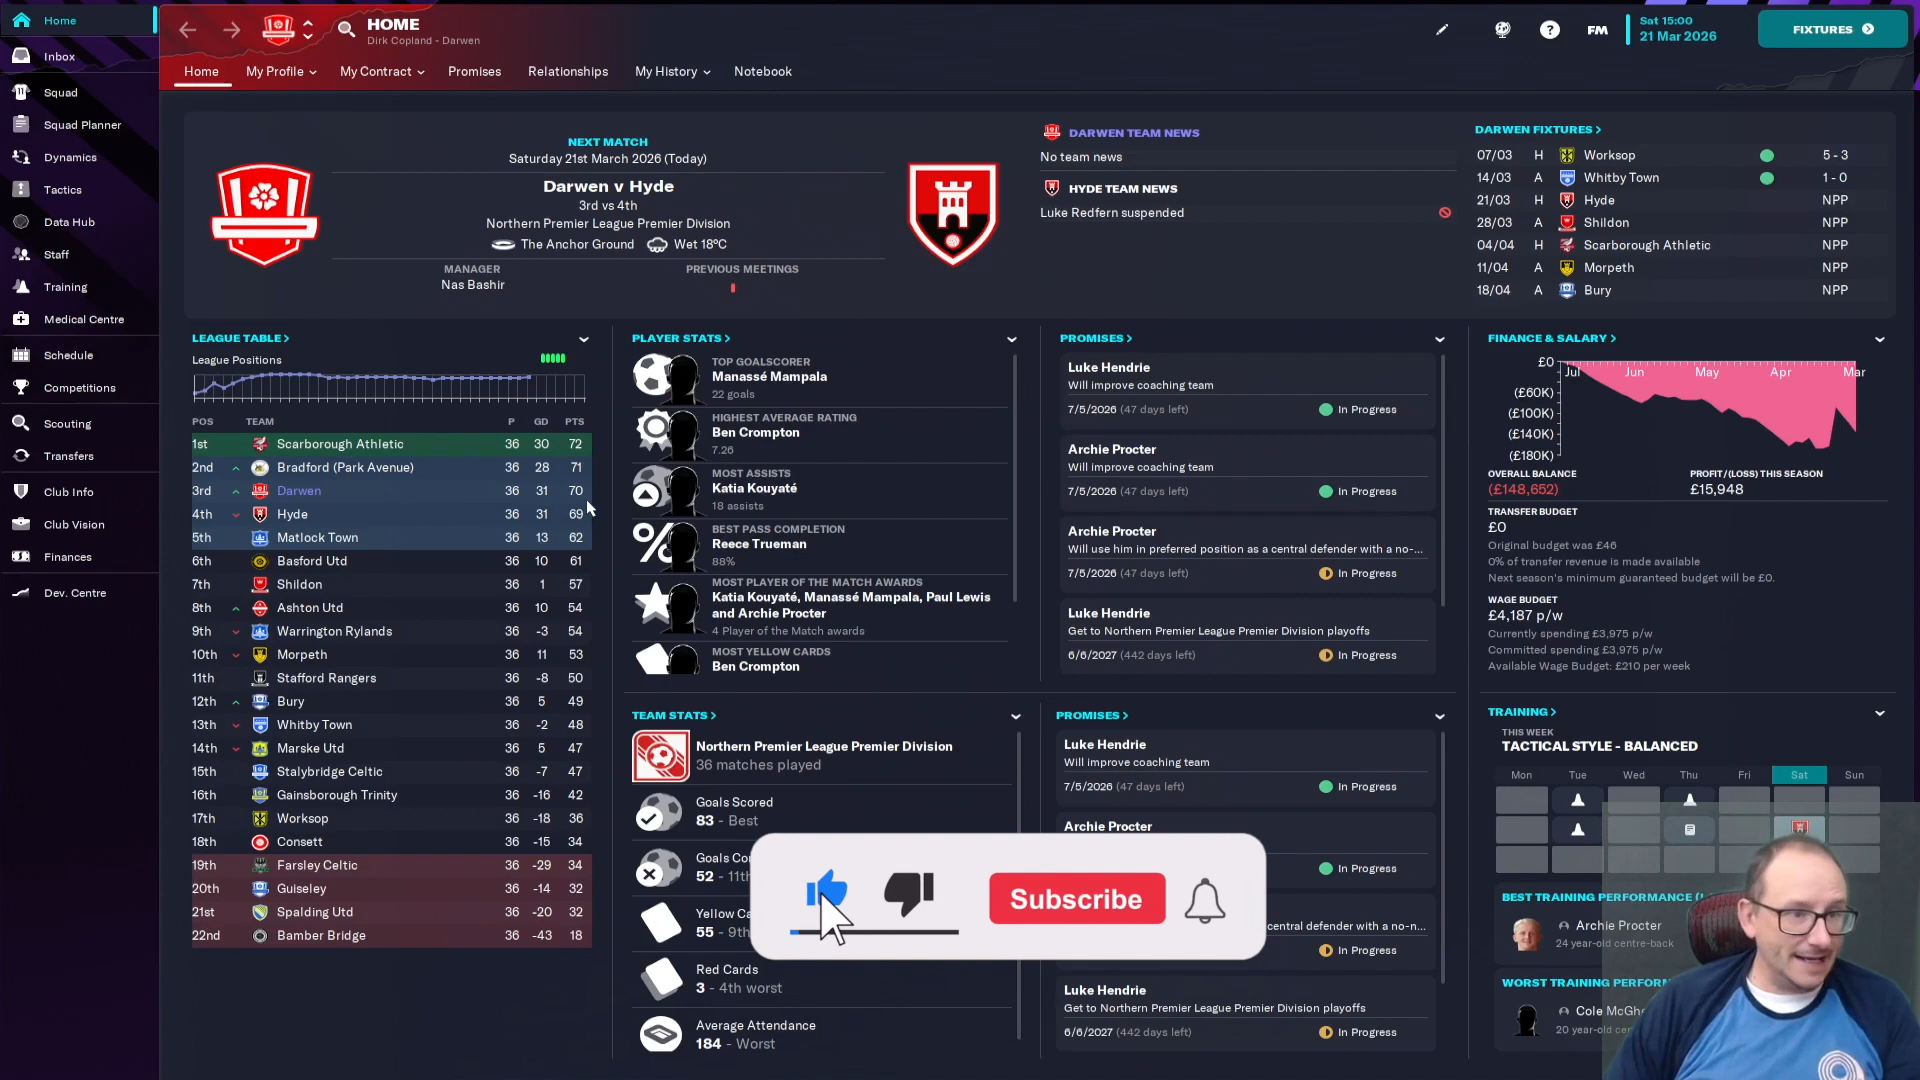 Home
Inbox
Squad
Squad Planner
Dynamics
Tactics
Data Hub
Staff
Training
Medical Centre
Schedule
Competitions
Scouting
Transfers
Club Info
Club Vision
Finances
Dev. Centre
HOME
Dirk Copland - Darwen
FM
Sat 15:00
21 Mar 2026
FIXTURES
Home My Profile My Contract Promises Relationships My History Notebook
NEXT MATCH
Saturday 21st March 2026 (Today)
Darwen v Hyde
3rd vs 4th
Northern Premier League Premier Division
The Anchor Ground Wet 18ºC
MANAGER
Nas Bashir
PREVIOUS MEETINGS
DARWEN TEAM NEWS
No team news
HYDE TEAM NEWS
Luke Redfern suspended
DARWEN FIXTURES >
07/03 H Worksop 5 - 3
14/03 A Whitby Town 1 - 0
21/03 H Hyde NPP
28/03 A Shildon NPP
04/04 H Scarborough Athletic NPP
11/04 A Morpeth NPP
18/04 A Bury NPP
LEAGUE TABLE >
League Positions
POS TEAM P GD PTS
1st Scarborough Athletic 36 30 72
2nd Bradford (Park Avenue) 36 28 71
3rd Darwen 36 31 70
4th Hyde 36 31 69
5th Matlock Town 36 13 62
6th Basford Utd 36 10 61
7th Shildon 36 1 57
8th Ashton Utd 36 10 54
9th Warrington Rylands 36 -3 54
10th Morpeth 36 11 53
11th Stafford Rangers 36 -8 50
12th Bury 36 5 49
13th Whitby Town 36 -2 48
14th Marske Utd 36 5 47
15th Stalybridge Celtic 36 -7 47
16th Gainsborough Trinity 36 -16 42
17th Worksop 36 -18 36
18th Consett 36 -15 34
19th Farsley Celtic 36 -29 34
20th Guiseley 36 -14 32
21st Spalding Utd 36 -20 32
22nd Bamber Bridge 36 -43 18
PLAYER STATS >
TOP GOALSCORER
Manassé Mampala
22 goals
HIGHEST AVERAGE RATING
Ben Crompton
7.26
MOST ASSISTS
Katia Kouyaté
18 assists
BEST PASS COMPLETION
Reece Trueman
88%
MOST PLAYER OF THE MATCH AWARDS
Katia Kouyaté, Manassé Mampala, Paul Lewis
and Archie Procter
4 Player of the Match awards
MOST YELLOW CARDS
Ben Crompton
PROMISES >
Luke Hendrie
Will improve coaching team
7/5/2026 (47 days left) In Progress
Archie Procter
Will improve coaching team
7/5/2026 (47 days left) In Progress
Archie Procter
Will use him in preferred position as a central defender with a no-...
7/5/2026 (47 days left) In Progress
Luke Hendrie
Get to Northern Premier League Premier Division playoffs
6/6/2027 (442 days left) In Progress
FINANCE & SALARY >
£0
(£60K)
(£100K)
(£140K)
(£180K)
Jul Jun May Apr Mar
OVERALL BALANCE
(£148,652)
PROFIT/(LOSS) THIS SEASON
£15,948
TRANSFER BUDGET
£0
Original budget was £46
0% of transfer revenue is made available
Next season's minimum guaranteed budget will be £0.
WAGE BUDGET
£4,187 p/w
Currently spending £3,975 p/w
Committed spending £3,975 p/w
Available Wage Budget: £210 per week
TEAM STATS >
Northern Premier League Premier Division
36 matches played
Goals Scored
83 - Best
Goals Co
52 - 11th
Yellow Ca
55 - 9th
Red Cards
3 - 4th worst
Average Attendance
184 - Worst
PROMISES >
Luke Hendrie
Will improve coaching team
7/5/2026 (47 days left) In Progress
Archie Procter
In Progress
central defender with a no-n...
In Progress
Luke Hendrie
Get to Northern Premier League Premier Division playoffs
6/6/2027 (442 days left) In Progress
Subscribe
TRAINING >
THIS WEEK
TACTICAL STYLE - BALANCED
Mon Tue Wed Thu Fri Sat Sun
BEST TRAINING PERFORMANCE (L
Archie Procter
24 year-old centre-back
WORST TRAINING PERFORM
Cole McGh
20 year-old ce